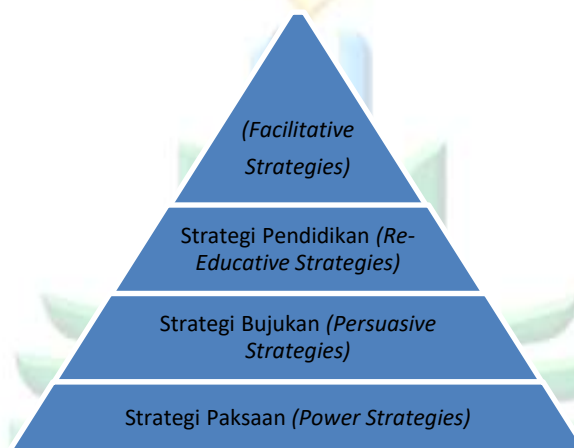 (Facilitative
Strategies)
Strategi Pendidikan (Re-
Educative Strategies)
Strategi Bujukan (Persuasive
Strategies)
Strategi Paksaan (Power Strategies)